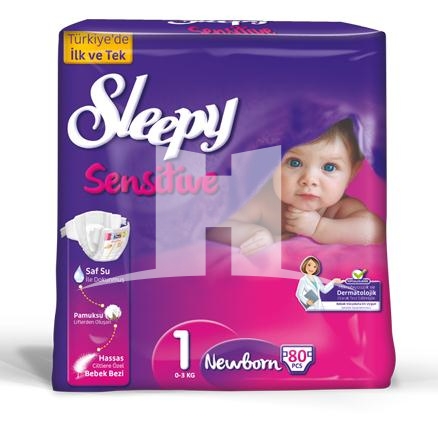 Türkiye'de
İlk ve Tek
Sleepy
Sensitive
Saf Su
İle Dokunmuş
Pamuksu
Liflerden Oluşan
Hassas
Ciltlere Özel
Bebek Bezi
Dermatolojik
1
0-3 KG
Newborn
80
PCS
H